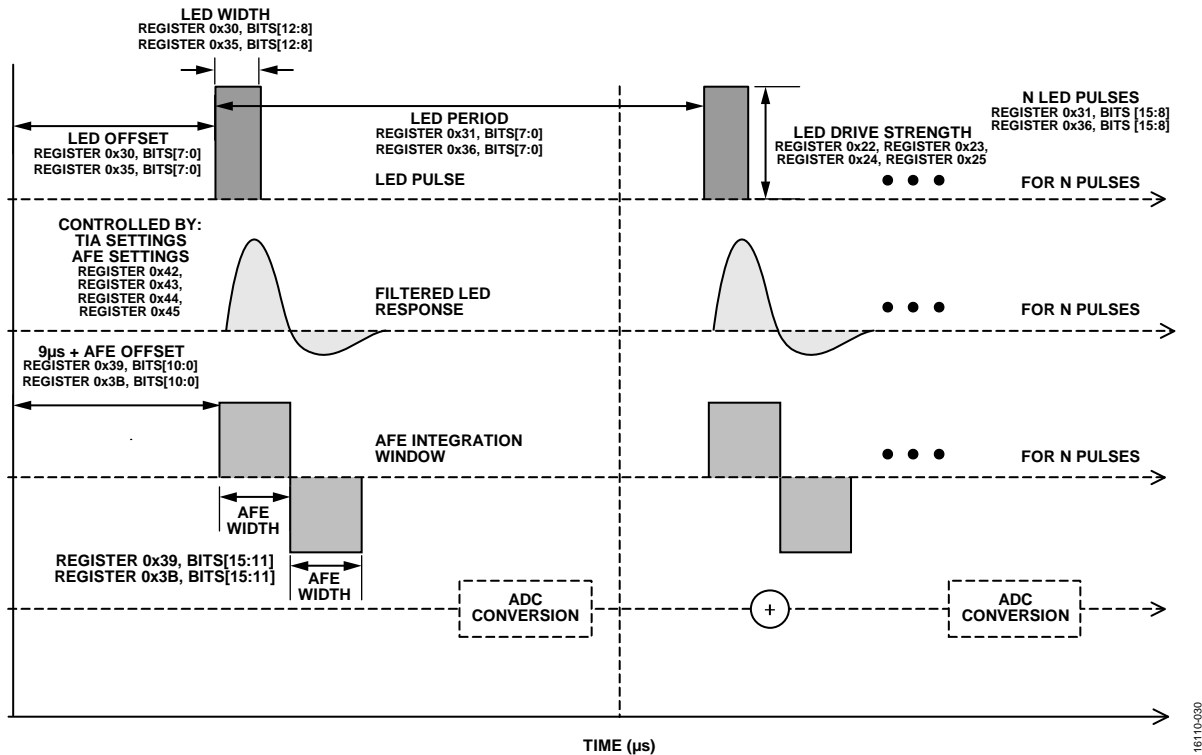 LED WIDTH
REGISTER 0x30, BITS[12:8]
REGISTER 0x35, BITS[12:8]
LED OFFSET
REGISTER 0x30, BITS[7:0]
REGISTER 0x35, BITS[7:0]
LED PERIOD
REGISTER 0x31, BITS[7:0]
REGISTER 0x36, BITS[7:0]
LED PULSE
LED DRIVE STRENGTH
REGISTER 0x22, REGISTER 0x23,
REGISTER 0x24, REGISTER 0x25
N LED PULSES
REGISTER 0x31, BITS [15:8]
REGISTER 0x36, BITS [15:8]
FOR N PULSES
CONTROLLED BY:
TIA SETTINGS
AFE SETTINGS
REGISTER 0x42,
REGISTER 0x43,
REGISTER 0x44,
REGISTER 0x45
FILTERED LED
RESPONSE
FOR N PULSES
9µs + AFE OFFSET
REGISTER 0x39, BITS[10:0]
REGISTER 0x3B, BITS[10:0]
AFE INTEGRATION
WINDOW
FOR N PULSES
AFE
WIDTH
REGISTER 0x39, BITS[15:11]
REGISTER 0x3B, BITS[15:11]
AFE
WIDTH
ADC
CONVERSION
+
ADC
CONVERSION
TIME (µs)
16110-030